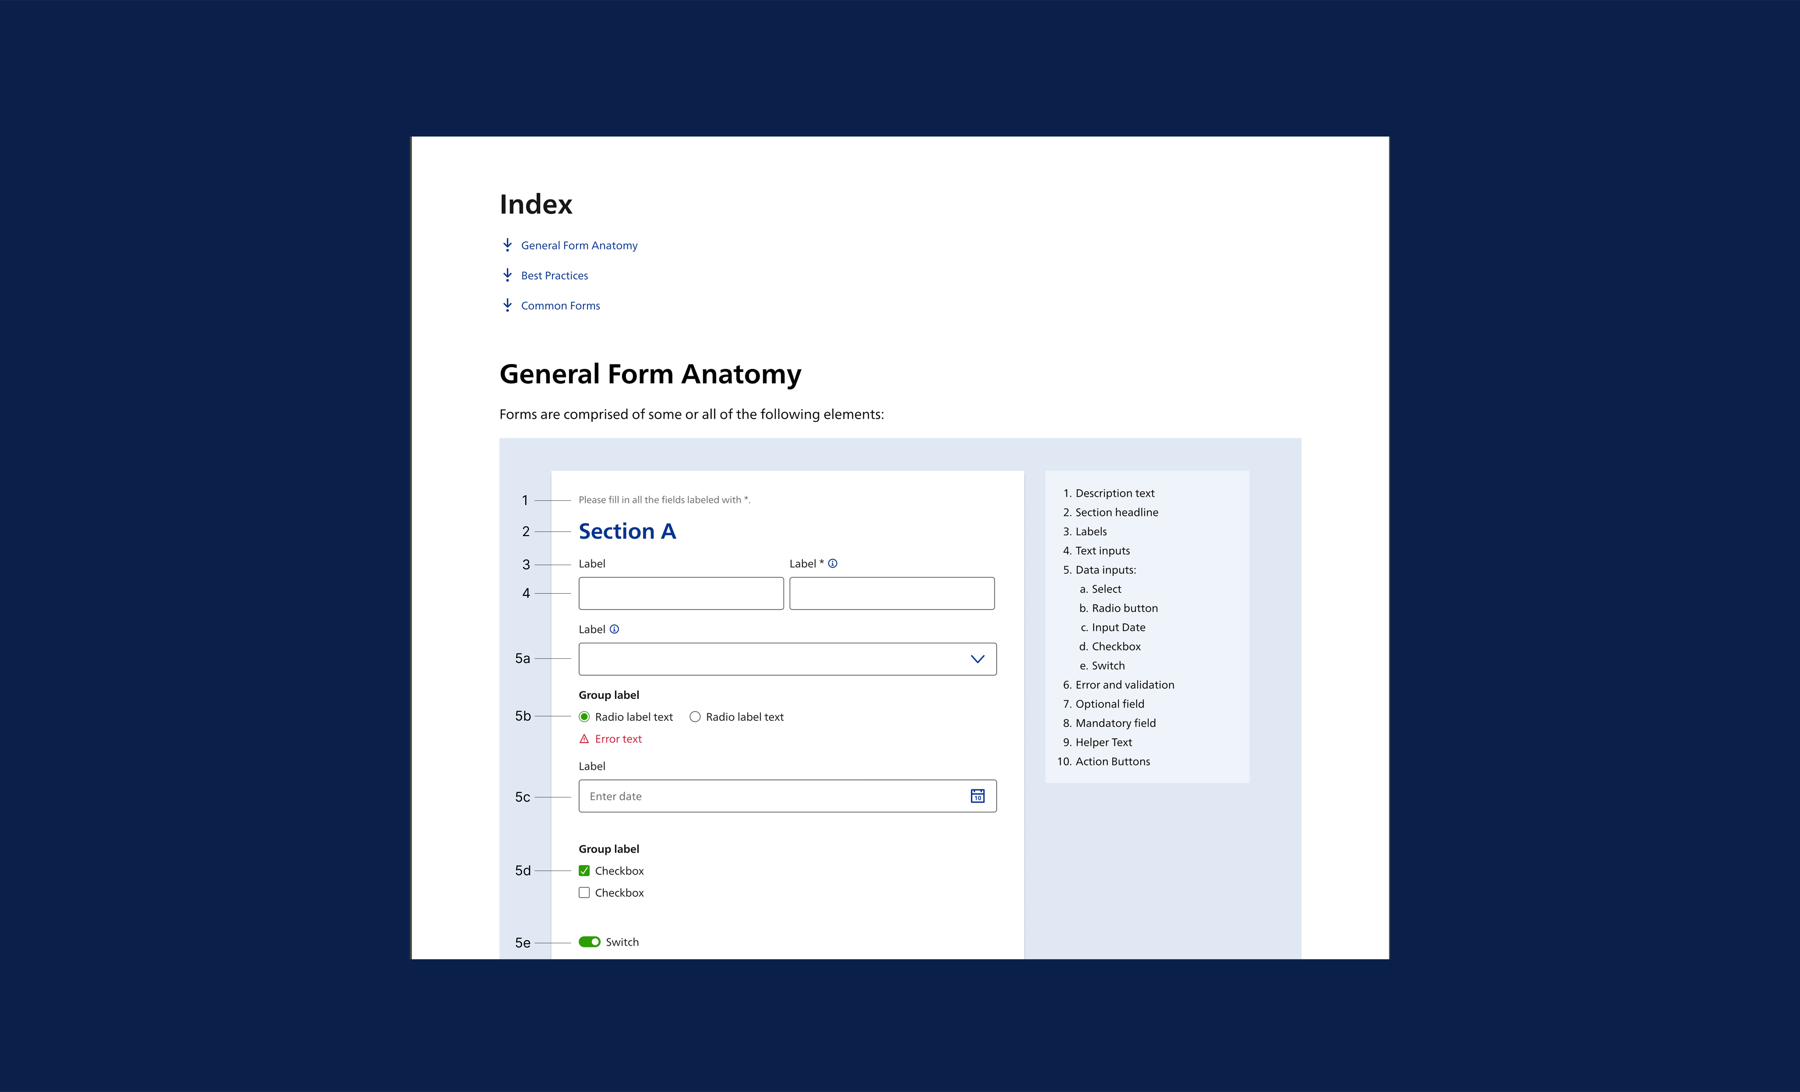 Index
General Form Anatomy
Best Practices
Common Forms
General Form Anatomy
Forms are comprised of some or all of the following elements:
1
Please fill in all the fields labeled with *.
2
Section A
3
Label
Label *
4
Label
5a
Group label
5b
Radio label text
Radio label text
Error text
Label
5c
Enter date
10
Group label
5d
Checkbox
Checkbox
5e
Switch
1. Description text
2. Section headline
3. Labels
4. Text inputs
5. Data inputs:
a. Select
b. Radio button
c. Input Date
d. Checkbox
e. Switch
6. Error and validation
7. Optional field
8. Mandatory field
9. Helper Text
10. Action Buttons